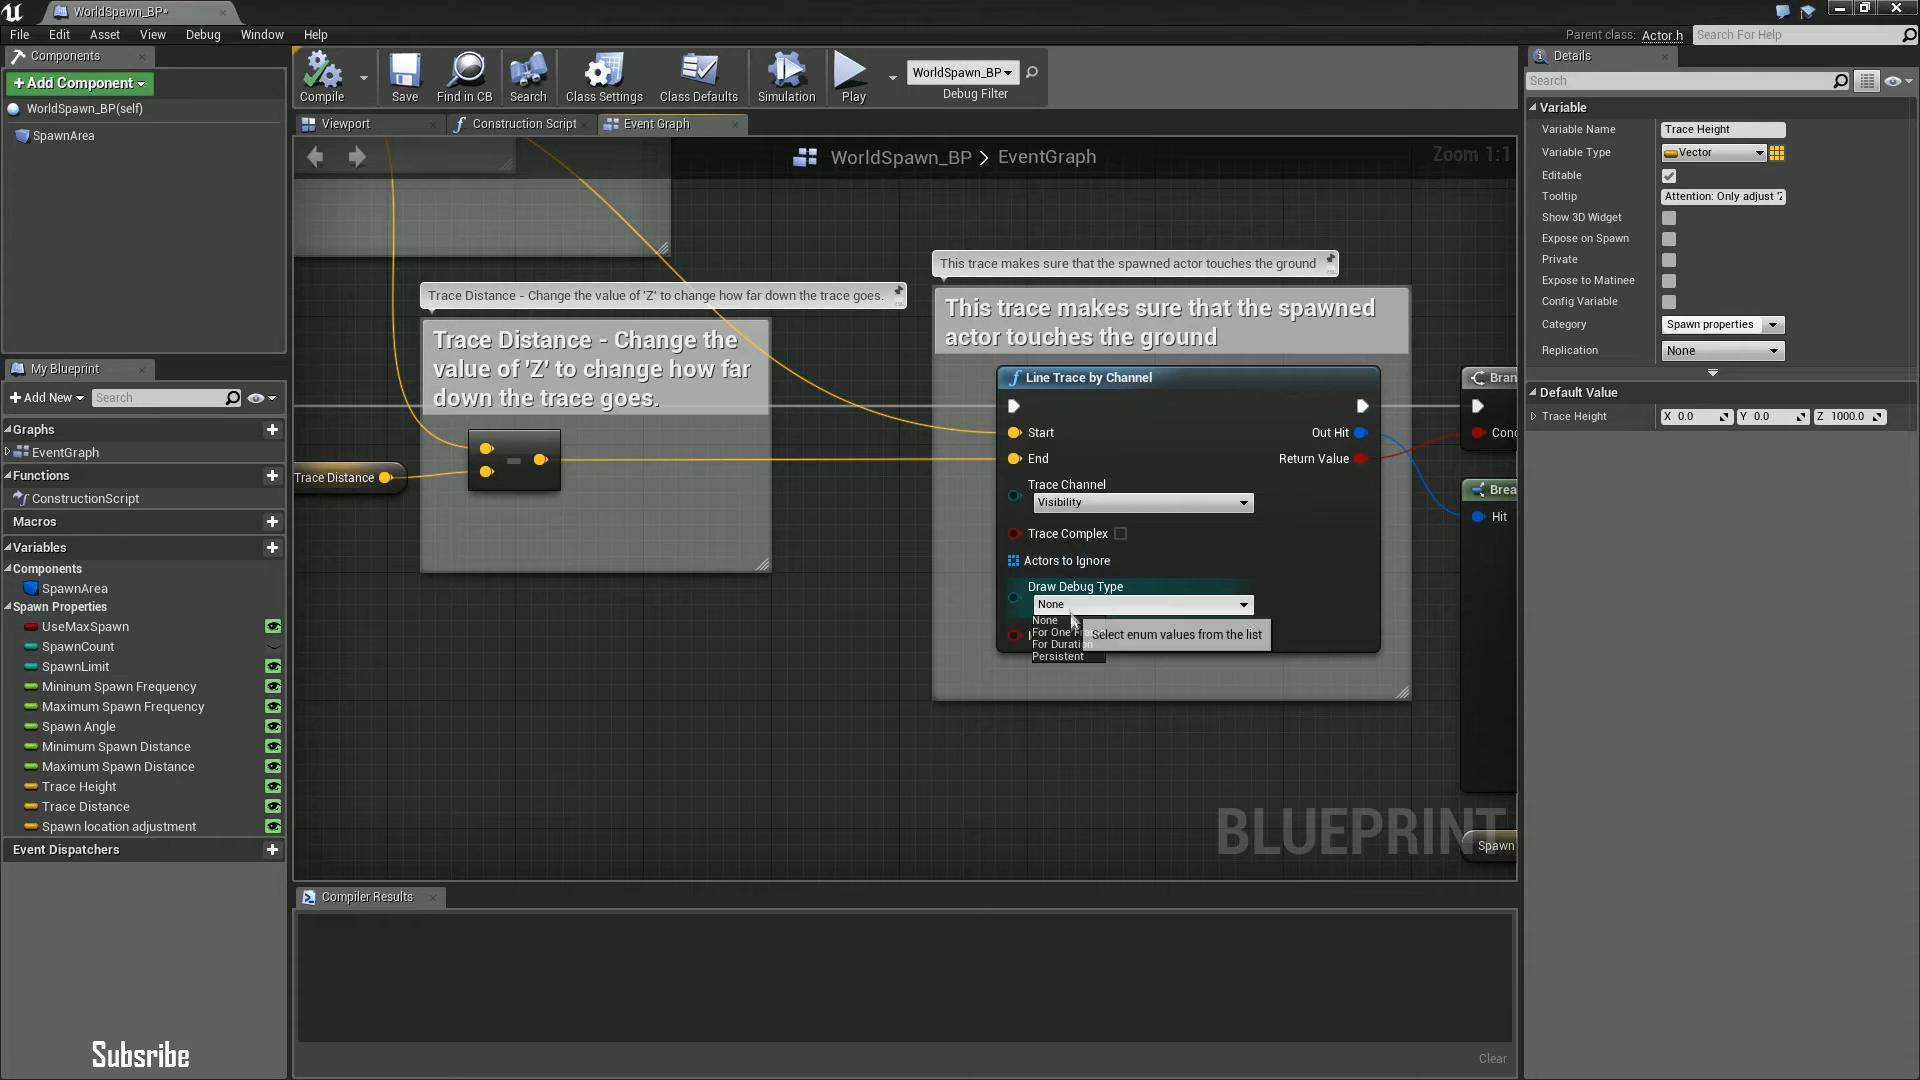 WorldSpawn_BP*
File Edit Asset View Debug Window Help
Parent class: Actor.h Search For Help
Components
+Add Component
WorldSpawn_BP(self)
SpawnArea
Compile Save Find in CB Search Class Settings Class Defaults Simulation Play
WorldSpawn_BP
Debug Filter
Viewport Construction Script Event Graph
WorldSpawn_BP > EventGraph
Zoom 1:1
Trace Distance - Change the value of 'Z' to change how far down the trace goes.
Trace Distance - Change the
value of 'Z' to change how far
down the trace goes.
Trace Distance
This trace makes sure that the spawned actor touches the ground
This trace makes sure that the spawned
actor touches the ground
Line Trace by Channel
Start
End
Out Hit
Return Value
Trace Channel
Visibility
Trace Complex
Actors to Ignore
Draw Debug Type
None
None
For One
For Duration
Persistent
Select enum values from the list
Hit
Spawn
BLUEPRINT
My Blueprint
+Add New Search
Graphs
EventGraph
Functions
ConstructionScript
Macros
Variables
Components
SpawnArea
Spawn Properties
UseMaxSpawn
SpawnCount
SpawnLimit
Mininum Spawn Frequency
Maximum Spawn Frequency
Spawn Angle
Minimum Spawn Distance
Maximum Spawn Distance
Trace Height
Trace Distance
Spawn location adjustment
Event Dispatchers
Subsribe
Compiler Results
Clear
Details
Search
Variable
Variable Name Trace Height
Variable Type Vector
Editable
Tooltip Attention: Only adjust
Show 3D Widget
Expose on Spawn
Private
Expose to Matinee
Config Variable
Category Spawn properties
Replication None
Default Value
Trace Height X 0.0 Y 0.0 Z 1000.0